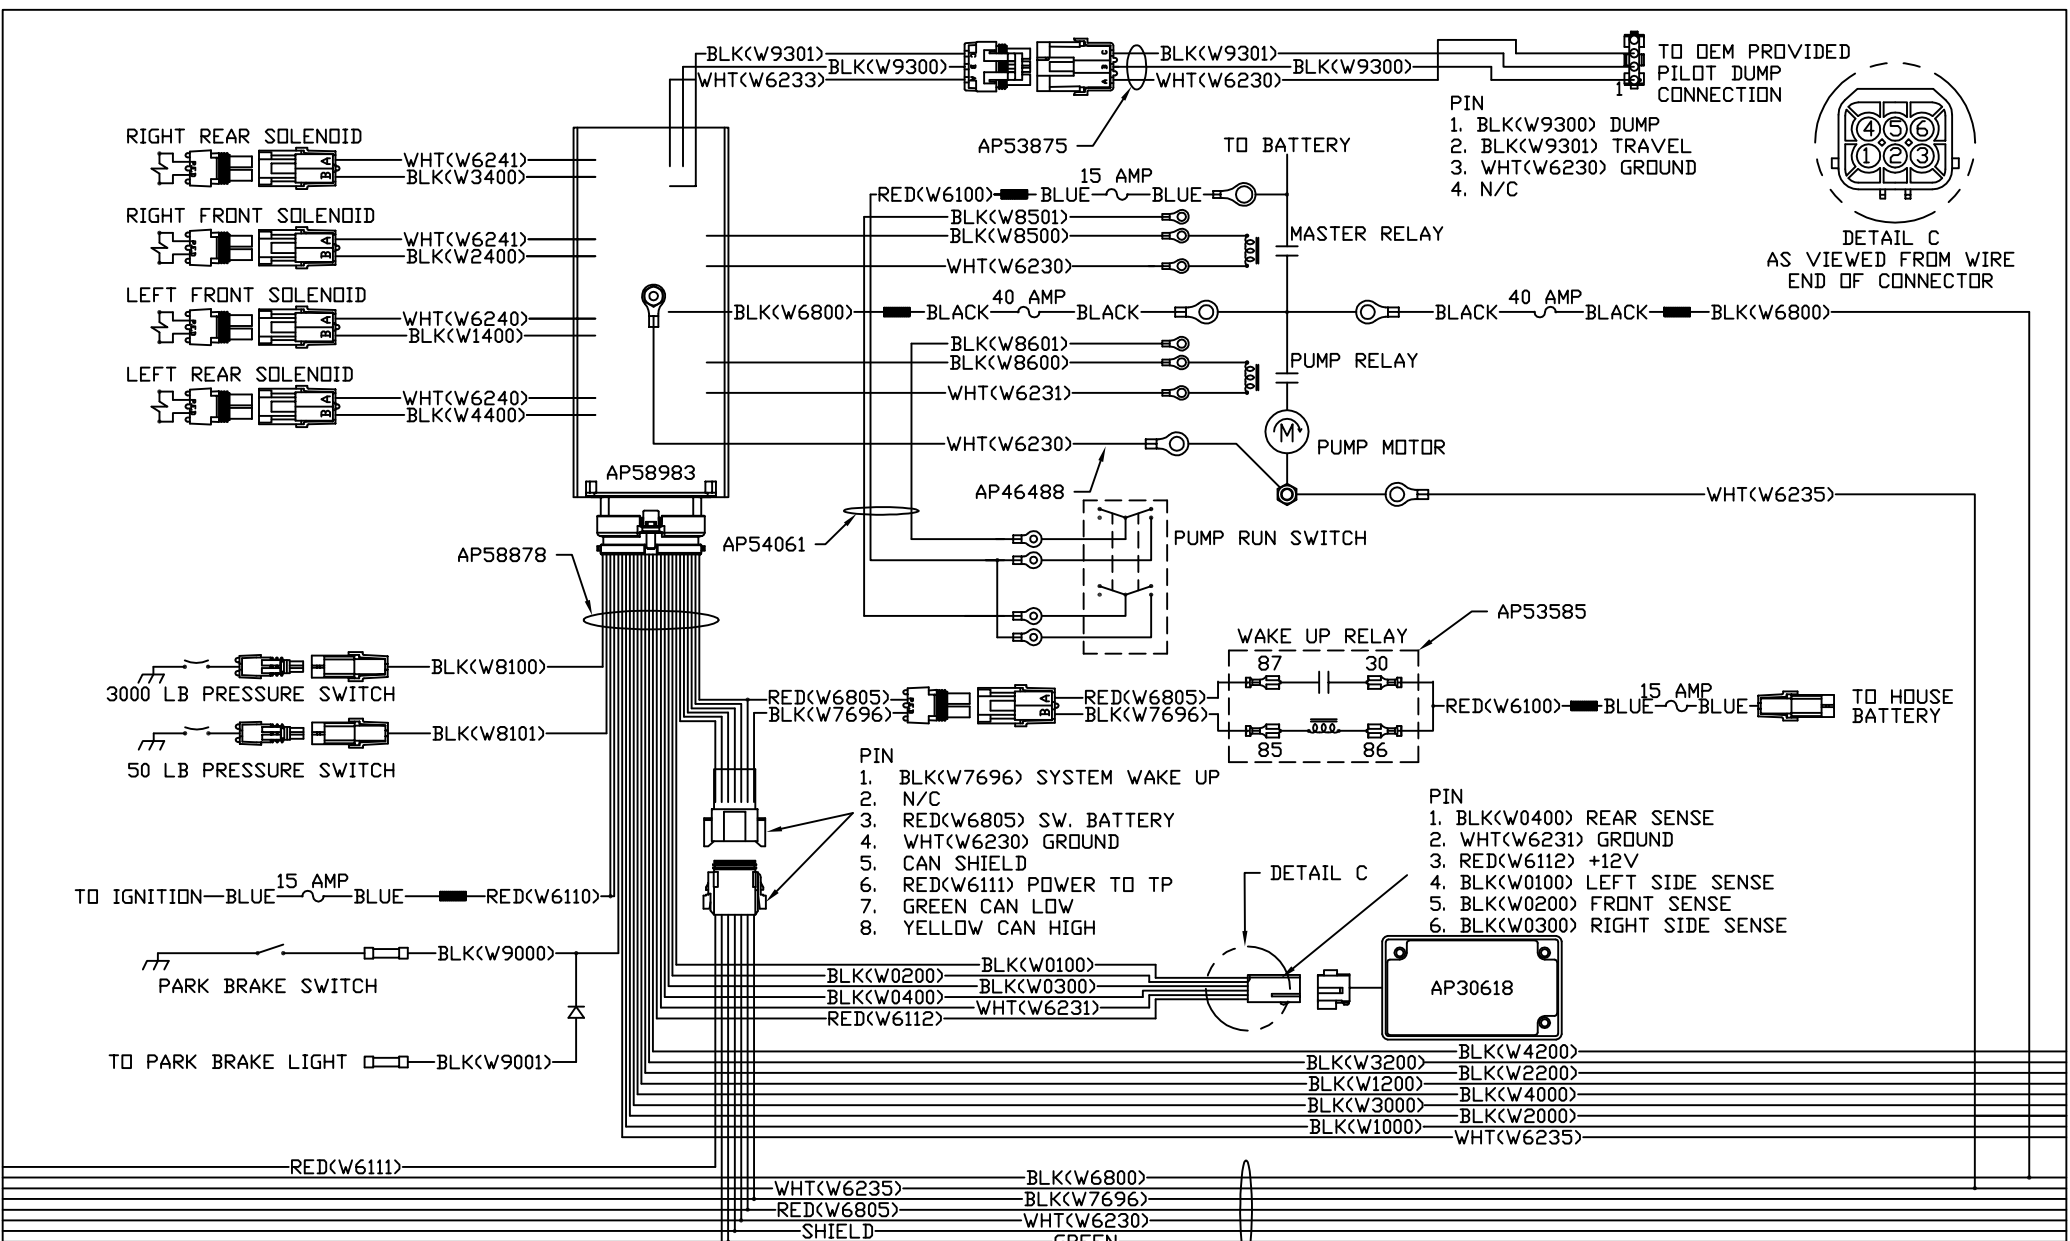 BLK(W9301)
BLK(W9300)
WHT(W6233)
C
B
A
BLK(W9301)
BLK(W9300)
WHT(W6230)
AP53875
1
TO OEM PROVIDED
PILOT DUMP
CONNECTION
PIN
1. BLK(W9300) DUMP
2. BLK(W9301) TRAVEL
3. WHT(W6230) GROUND
4. N/C
4 5 6
1 2 3
DETAIL C
AS VIEWED FROM WIRE
END OF CONNECTOR
RIGHT REAR SOLENOID
A
B
WHT(W6241)
BLK(W3400)
RIGHT FRONT SOLENOID
A
B
WHT(W6241)
BLK(W2400)
LEFT FRONT SOLENOID
A
B
WHT(W6240)
BLK(W1400)
LEFT REAR SOLENOID
A
B
WHT(W6240)
BLK(W4400)
AP58983
TO BATTERY
RED(W6100) BLUE 15 AMP BLUE
BLK(W8501)
BLK(W8500)
MASTER RELAY
WHT(W6230)
BLK(W6800) BLACK 40 AMP BLACK
BLACK 40 AMP BLACK BLK(W6800)
BLK(W8601)
BLK(W8600)
PUMP RELAY
WHT(W6231)
M
PUMP MOTOR
WHT(W6230)
AP46488
WHT(W6235)
PUMP RUN SWITCH
AP54061
AP58878
BLK(W8100)
3000 LB PRESSURE SWITCH
BLK(W8101)
50 LB PRESSURE SWITCH
AP53585
WAKE UP RELAY
87 30
85 86
RED(W6805)
BLK(W7696)
A
B
RED(W6805)
BLK(W7696)
RED(W6100) BLUE 15 AMP BLUE
TO HOUSE
BATTERY
PIN
1. BLK(W7696) SYSTEM WAKE UP
2. N/C
3. RED(W6805) SW. BATTERY
4. WHT(W6230) GROUND
5. CAN SHIELD
6. RED(W6111) POWER TO TP
7. GREEN CAN LOW
8. YELLOW CAN HIGH
DETAIL C
PIN
1. BLK(W0400) REAR SENSE
2. WHT(W6231) GROUND
3. RED(W6112) +12V
4. BLK(W0100) LEFT SIDE SENSE
5. BLK(W0200) FRONT SENSE
6. BLK(W0300) RIGHT SIDE SENSE
TO IGNITION BLUE 15 AMP BLUE RED(W6110)
BLK(W9000)
PARK BRAKE SWITCH
TO PARK BRAKE LIGHT BLK(W9001)
BLK(W0100)
BLK(W0200)
BLK(W0300)
BLK(W0400)
WHT(W6231)
RED(W6112)
AP30618
BLK(W4200)
BLK(W3200)
BLK(W2200)
BLK(W1200)
BLK(W4000)
BLK(W3000)
BLK(W2000)
BLK(W1000)
WHT(W6235)
RED(W6111)
BLK(W6800)
WHT(W6235)
BLK(W7696)
RED(W6805)
WHT(W6230)
SHIELD
GREEN